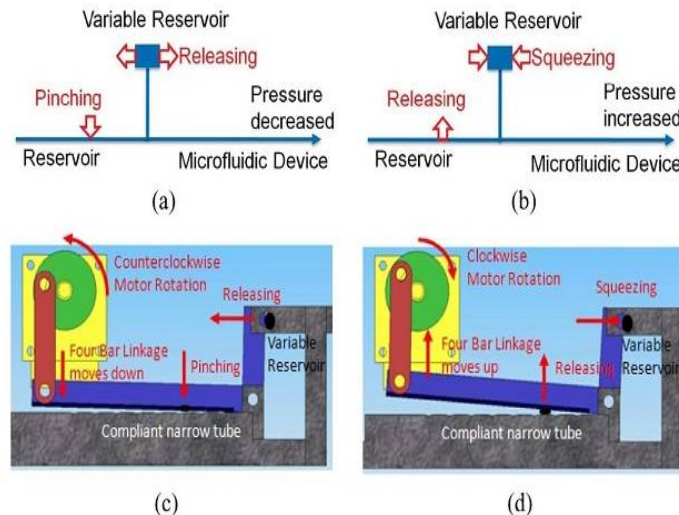 Variable Reservoir
Releasing
Pinching
Pressure
decreased
Reservoir
Microfluidic Device
(a)
Variable Reservoir
Squeezing
Releasing
Pressure
increased
Reservoir
Microfluidic Device
(b)
Counterclockwise
Motor Rotation
Releasing
Variable
Reservoir
Four Bar Linkage
moves down
Pinching
Compliant narrow tube
(c)
Clockwise
Motor Rotation
Squeezing
Variable
Reservoir
Four Bar Linkage
moves up
Releasing
Compliant narrow tube
(d)